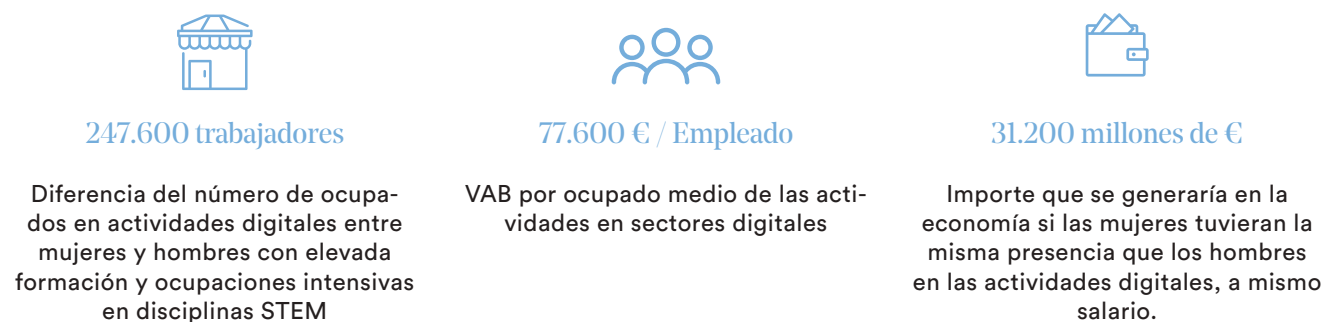 247.600 trabajadores
Diferencia del número de ocupa-
dos en actividades digitales entre
mujeres y hombres con elevada
formación y ocupaciones intensivas
en disciplinas STEM
77.600 € / Empleado
VAB por ocupado medio de las acti-
vidades en sectores digitales
31.200 millones de €
Importe que se generaría en la
economía si las mujeres tuvieran la
misma presencia que los hombres
en las actividades digitales, a mismo
salario.